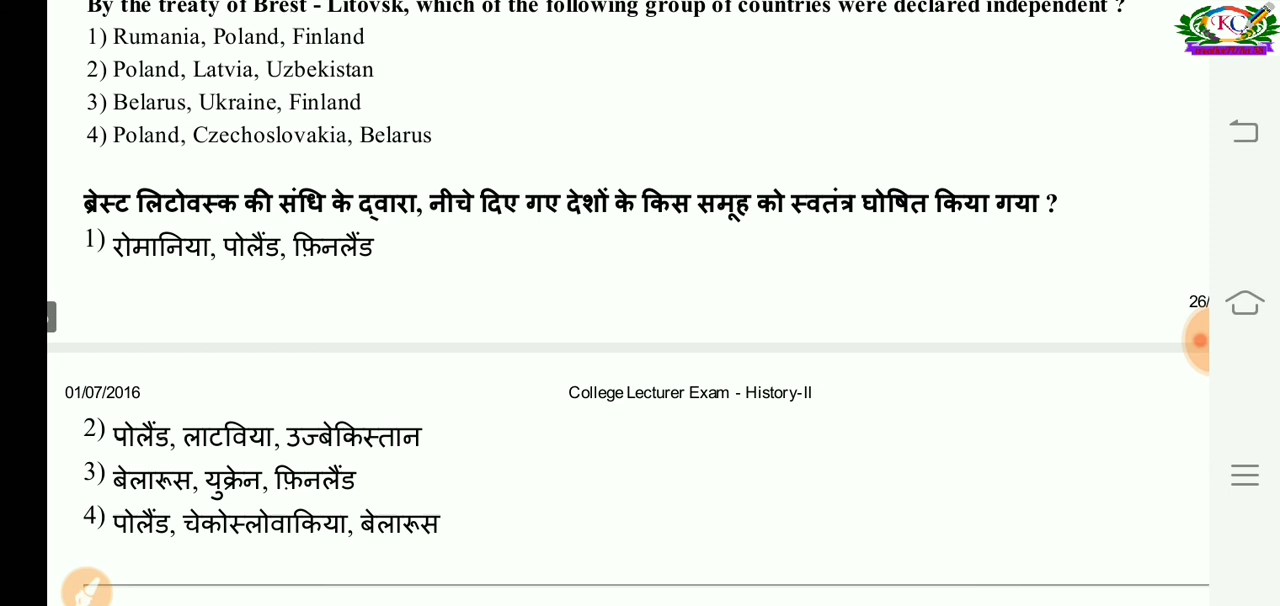 By the treaty of Brest - Litovsk, which of the following group of countries were declared independent ?
1) Rumania, Poland, Finland
2) Poland, Latvia, Uzbekistan
3) Belarus, Ukraine, Finland
4) Poland, Czechoslovakia, Belarus
ब्रेस्ट लिटोवस्क की संधि के द्वारा, नीचे दिए गए देशों के किस समूह को स्वतंत्र घोषित किया गया ?
1) रोमानिया, पोलैंड, फ़िनलैंड
26/
01/07/2016 College Lecturer Exam - History-II
2) पोलैंड, लाटविया, उज्बेकिस्तान
3) बेलारूस, युक्रेन, फ़िनलैंड
4) पोलैंड, चेकोस्लोवाकिया, बेलारूस
KC